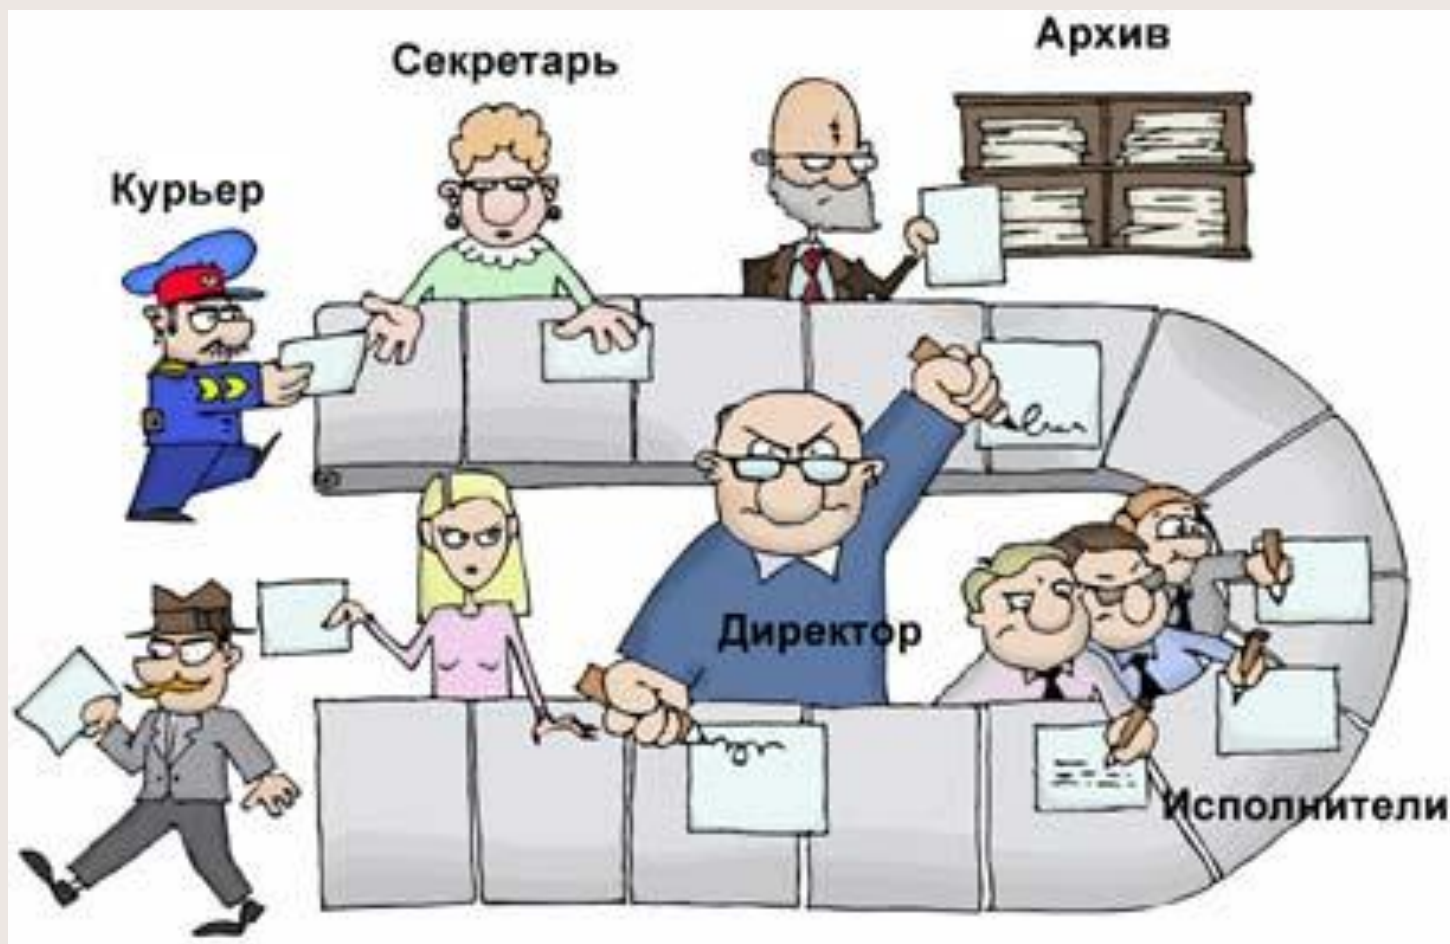 Архив
Секретарь
Курьер
Директор
Исполнители